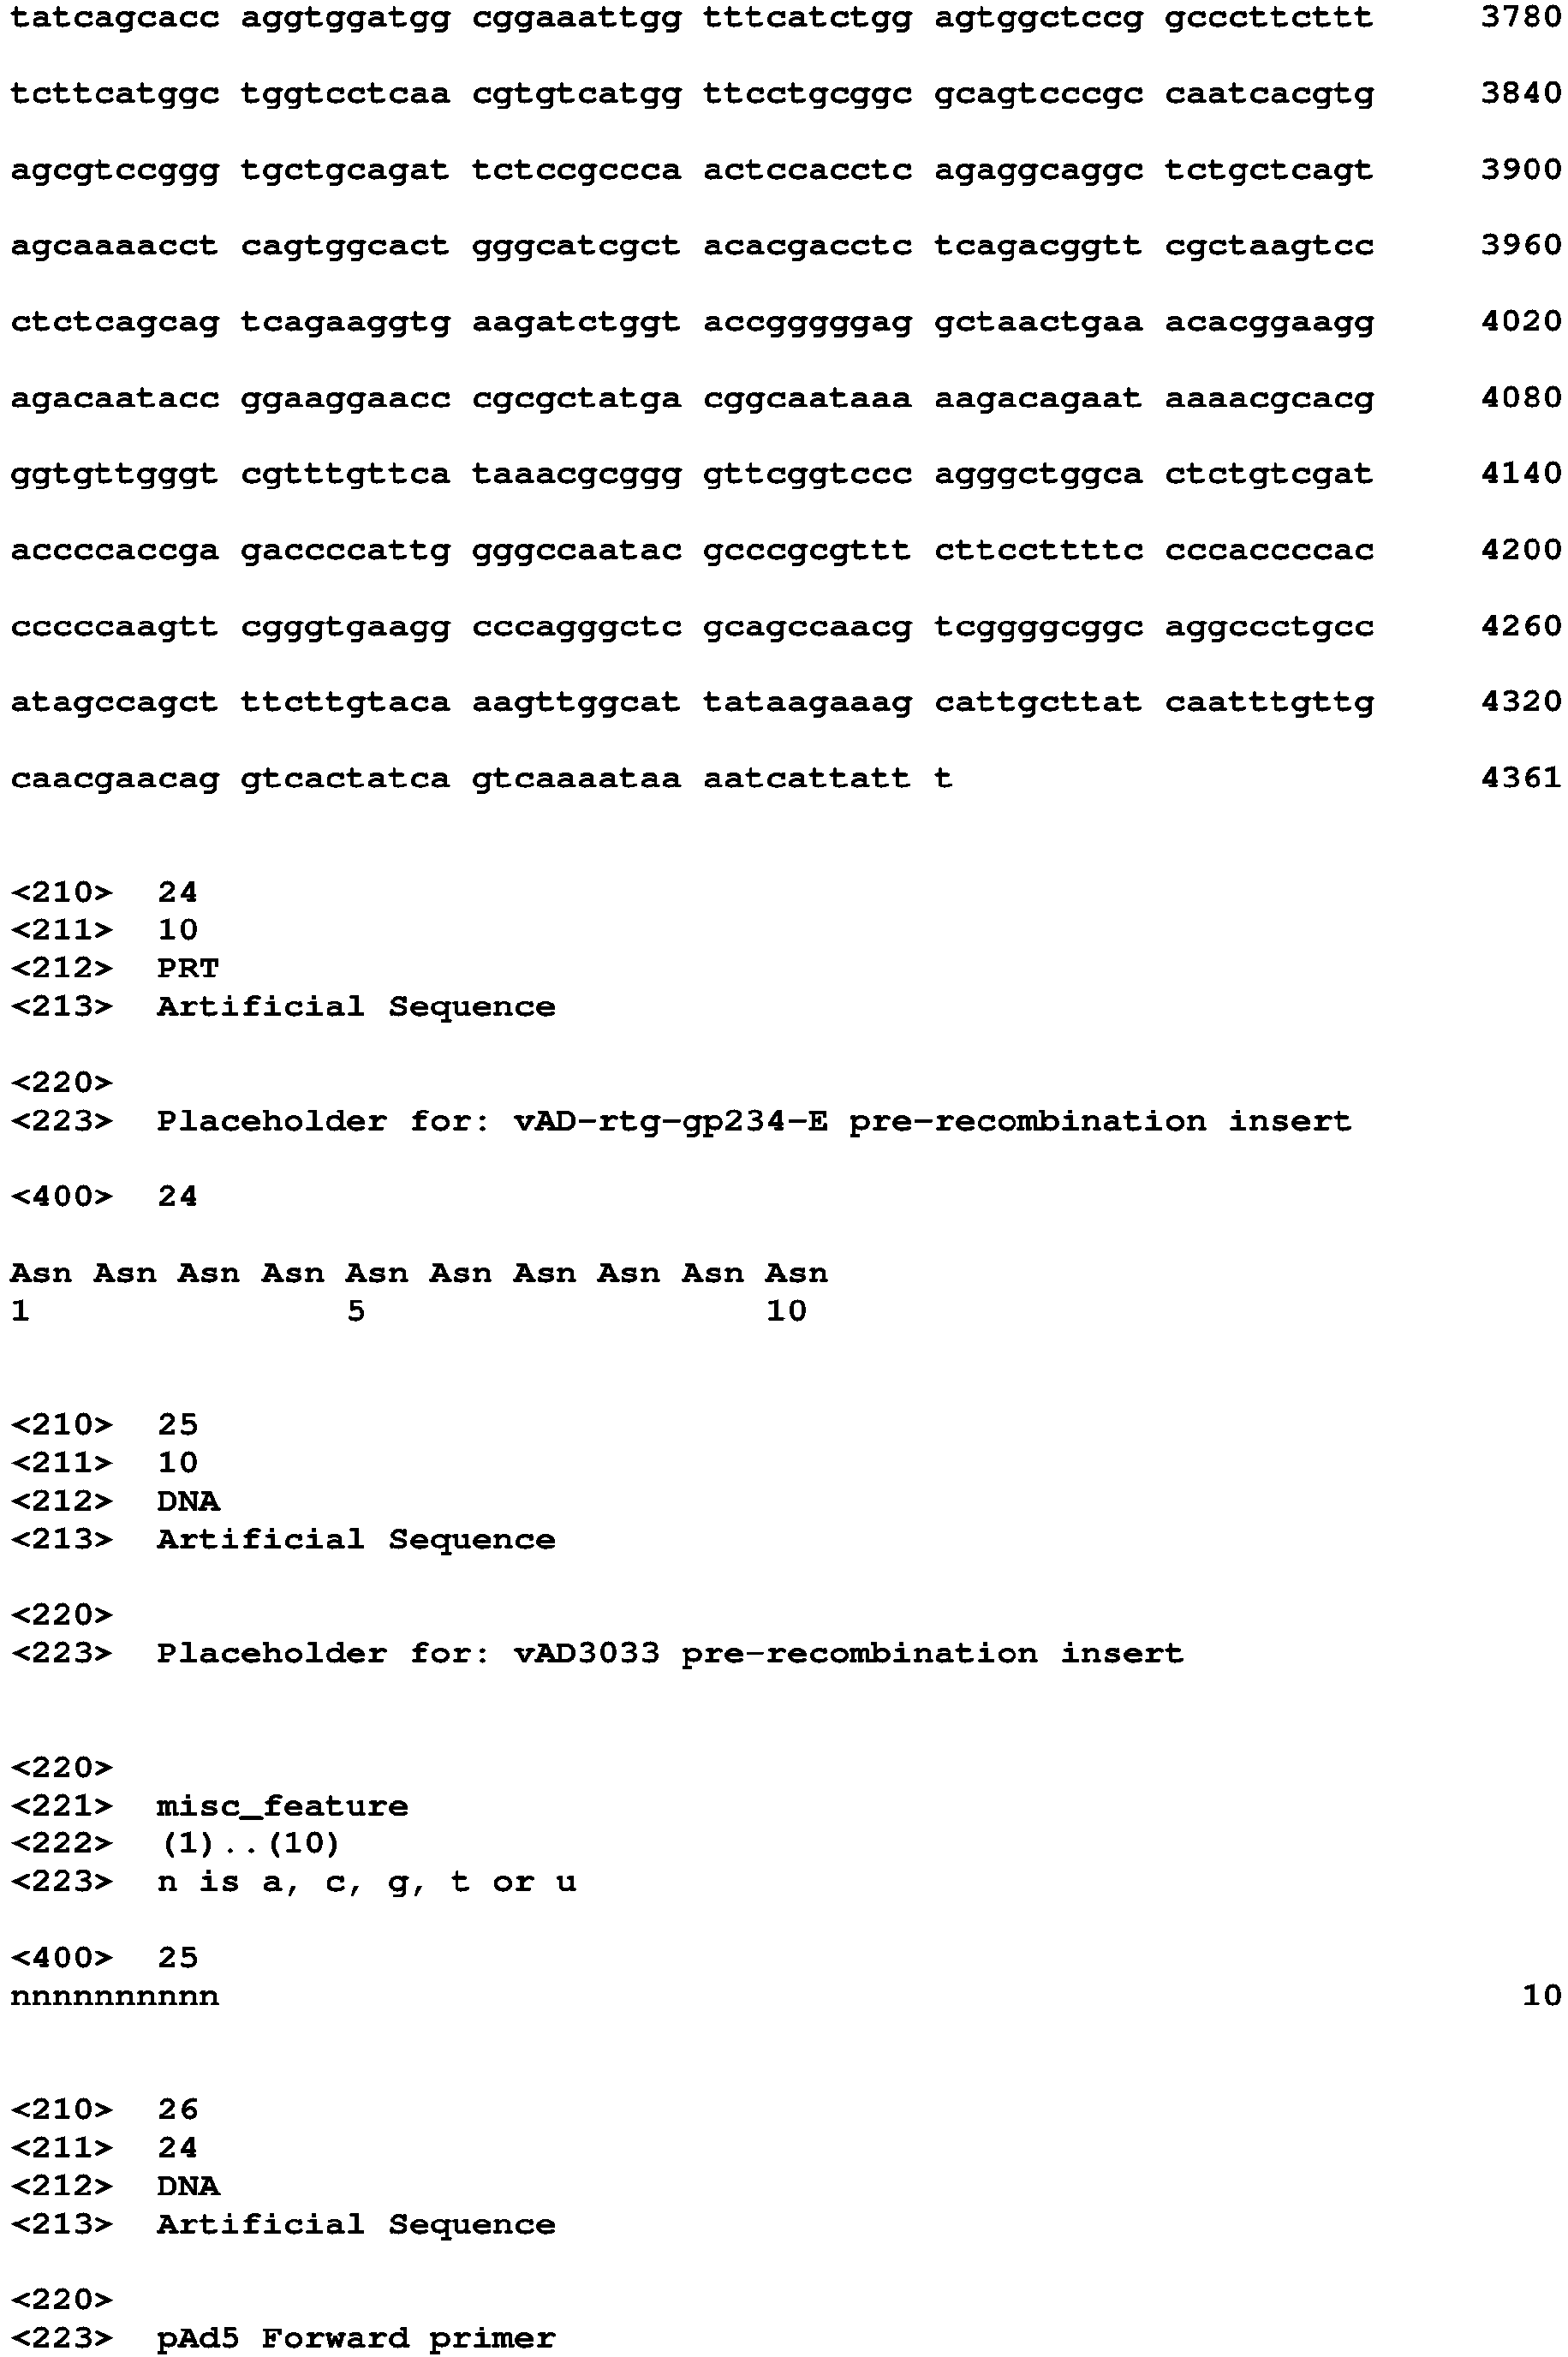 tatcagcacc aggtggatgg cggaaattgg tttcatctgg agtggctccg gcccttcttt 3780
tcttcatggc tggtcctcaa cgtgtcatgg ttcctgcggc gcagtcccgc caatcacgtg 3840
agcgtccggg tgctgcagat tctccgccca actccacctc agaggcaggc tctgctcagt 3900
agcaaaacct cagtggcact gggcatcgct acacgacctc tcagacggtt cgctaagtcc 3960
ctctcagcag tcagaaggtg aagatctggt accgggggag gctaactgaa acacggaagg 4020
agacaatacc ggaaggaacc cgcgctatga cggcaataaa aagacagaat aaaacgcacg 4080
ggtgttgggt cgtttgttca taaacgcggg gttcggtccc agggctggca ctctgtcgat 4140
accccaccga gaccccattg gggccaatac gcccgcgttt cttccttttc cccaccccac 4200
cccccaagtt cgggtgaagg cccagggctc gcagccaacg tcggggcggc aggccctgcc 4260
atagccagct ttcttgtaca aagttggcat tataagaaag cattgcttat caatttgttg 4320
caacgaacag gtcactatca gtcaaaataa aatcattatt t 4361
<210> 24
<211> 10
<212> PRT
<213> Artificial Sequence
<220>
<223> Placeholder for: vAD-rtg-gp234-E pre-recombination insert
<400> 24
Asn Asn Asn Asn Asn Asn Asn Asn Asn Asn
1 5 10
<210> 25
<211> 10
<212> DNA
<213> Artificial Sequence
<220>
<223> Placeholder for: vAD3033 pre-recombination insert
<220>
<221> misc_feature
<222> (1)..(10)
<223> n is a, c, g, t or u
<400> 25
nnnnnnnnnn 10
<210> 26
<211> 24
<212> DNA
<213> Artificial Sequence
<220>
<223> pAd5 Forward primer